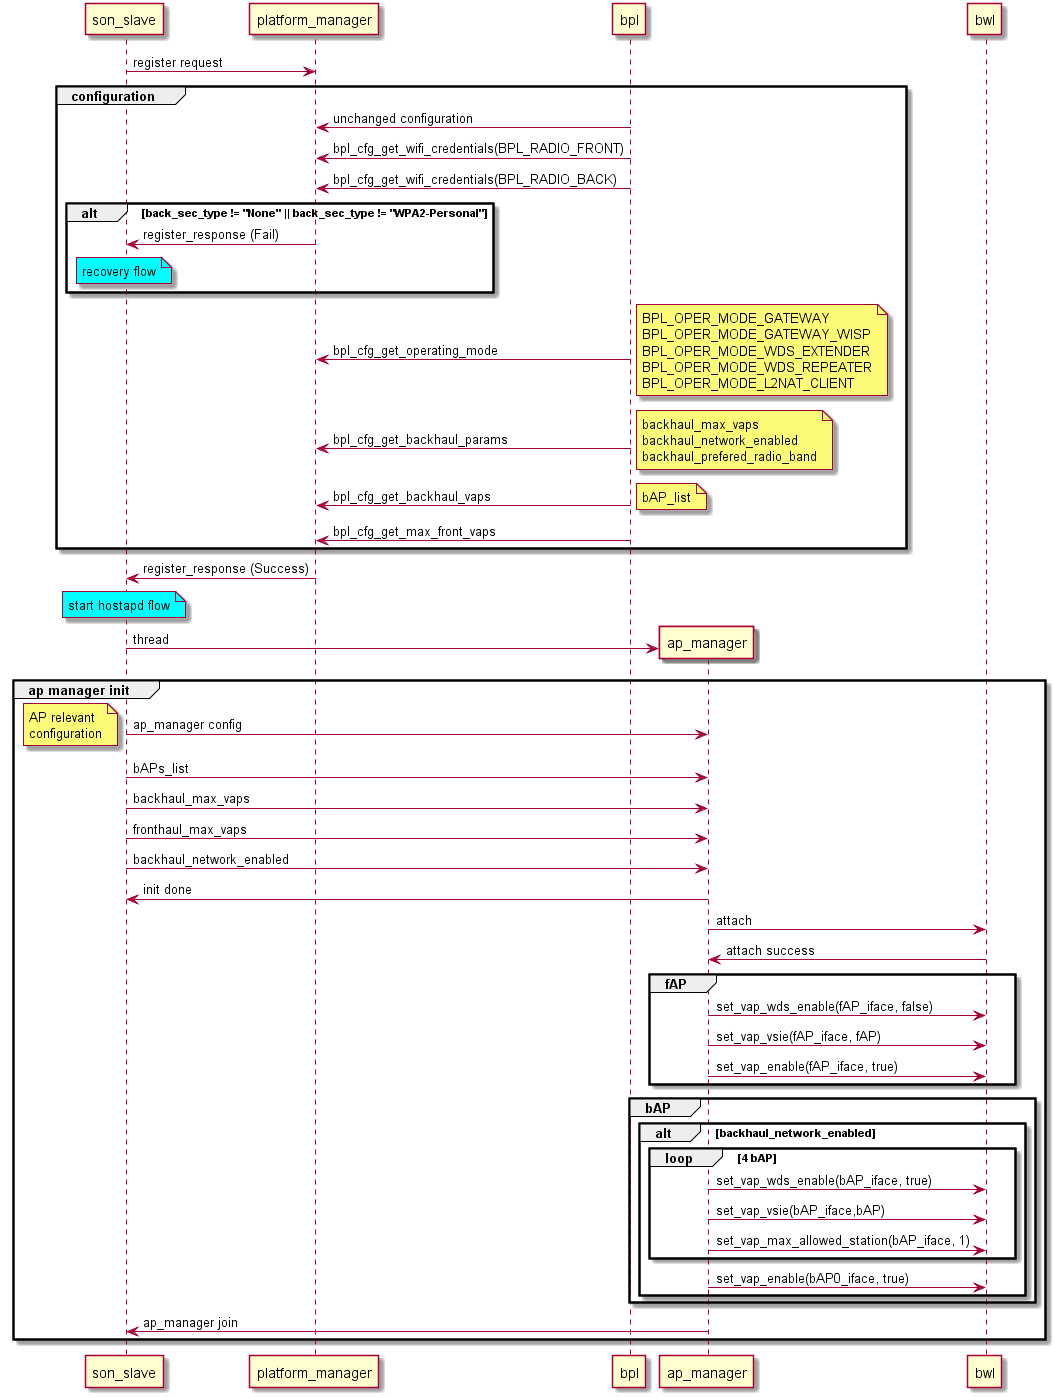 son_slave
platform_manager
bpl
bwl
register request
configuration
unchanged configuration
bpl_cfg_get_wifi_credentials(BPL_RADIO_FRONT)
bpl_cfg_get_wifi_credentials(BPL_RADIO_BACK)
alt [back_sec_type != "None" || back_sec_type != "WPA2-Personal"]
register_response (Fail)
recovery flow
BPL_OPER_MODE_GATEWAY
BPL_OPER_MODE_GATEWAY_WISP
BPL_OPER_MODE_WDS_EXTENDER
BPL_OPER_MODE_WDS_REPEATER
BPL_OPER_MODE_L2NAT_CLIENT
bpl_cfg_get_operating_mode
backhaul_max_vaps
backhaul_network_enabled
backhaul_prefered_radio_band
bpl_cfg_get_backhaul_params
bpl_cfg_get_backhaul_vaps
bAP_list
bpl_cfg_get_max_front_vaps
register_response (Success)
start hostapd flow
thread
ap_manager
ap manager init
AP relevant
configuration
ap_manager config
bAPs_list
backhaul_max_vaps
fronthaul_max_vaps
backhaul_network_enabled
init done
attach
attach success
fAP
set_vap_wds_enable(fAP_iface, false)
set_vap_vsie(fAP_iface, fAP)
set_vap_enable(fAP_iface, true)
bAP
alt [backhaul_network_enabled]
loop [4 bAP]
set_vap_wds_enable(bAP_iface, true)
set_vap_vsie(bAP_iface,bAP)
set_vap_max_allowed_station(bAP_iface, 1)
set_vap_enable(bAP0_iface, true)
ap_manager join
son_slave
platform_manager
bpl
ap_manager
bwl